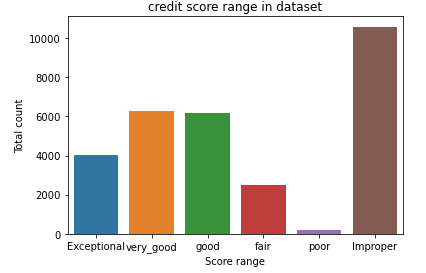 credit score range in dataset
10000
8000
6000
4000
2000
0
Total count
Exceptional very_good good fair poor Improper
Score range